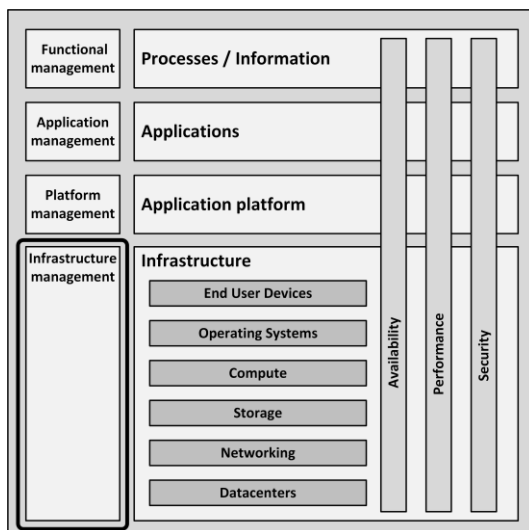 Functional
management
Processes / Information
Application
management
Applications
Platform
management
Application platform
Infrastructure
management
Infrastructure
End User Devices
Operating Systems
Compute
Storage
Networking
Datacenters
Availability
Performance
Security